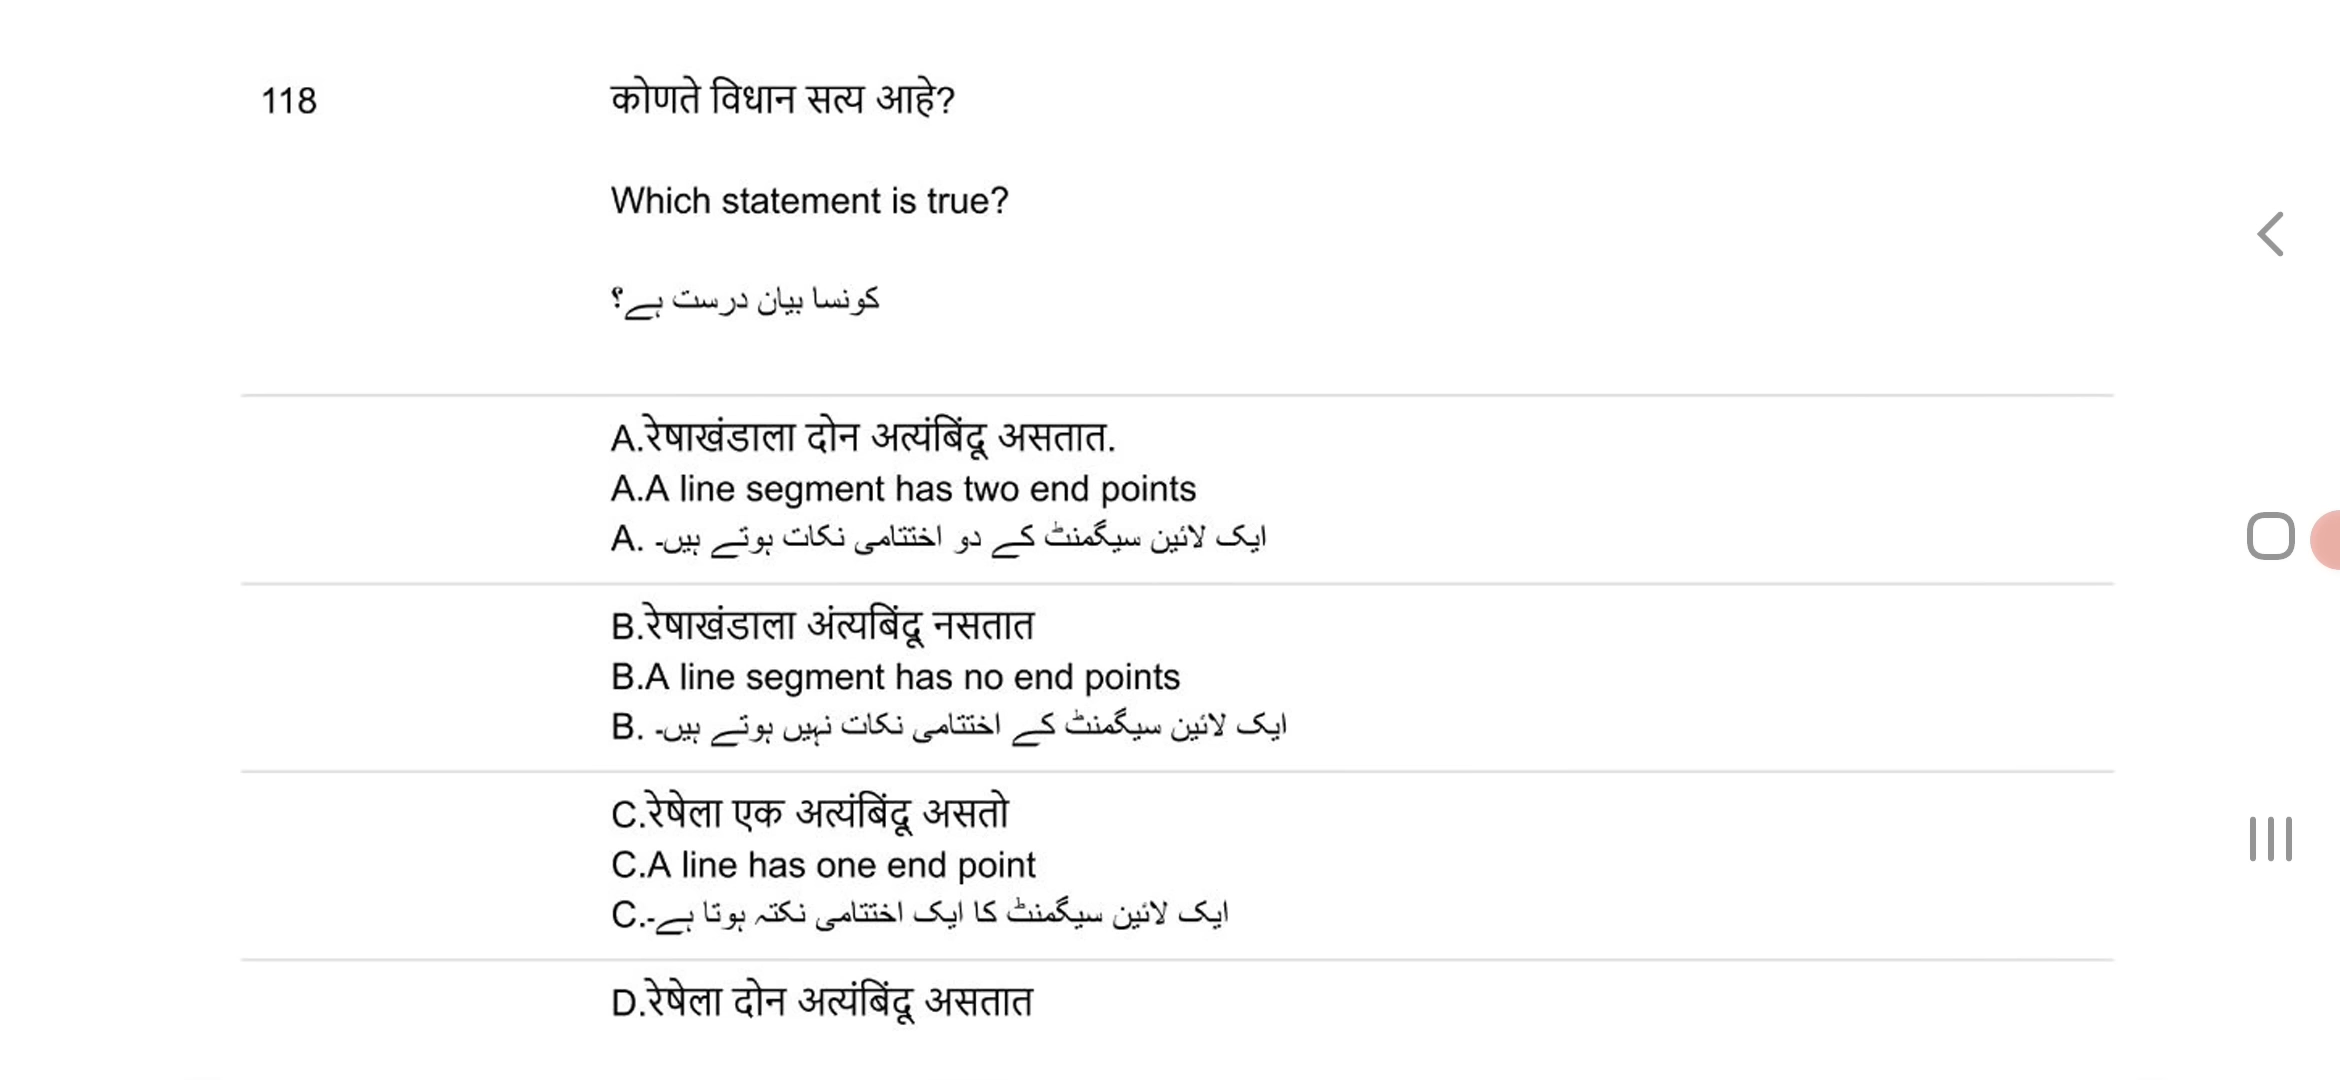 118
कोणते विधान सत्य आहे?
Which statement is true?
کونسا بیان درست ہے؟
A.रेषाखंडाला दोन अत्यंबिंदू असतात.
A.A line segment has two end points
A. ایک لائین سیگمنٹ کے دو اختتامی نکات ہوتے ہیں۔-
B.रेषाखंडाला अंत्यबिंदू नसतात
B.A line segment has no end points
B. ایک لائین سیگمنٹ کے اختتامی نکات نہیں ہوتے ہیں۔-
C.रेषेला एक अत्यंबिंदू असतो
C.A line has one end point
C.ایک لائین سیگمنٹ کا ایک اختتامی نکتہ ہوتا ہے۔-
D.रेषेला दोन अत्यंबिंदू असतात